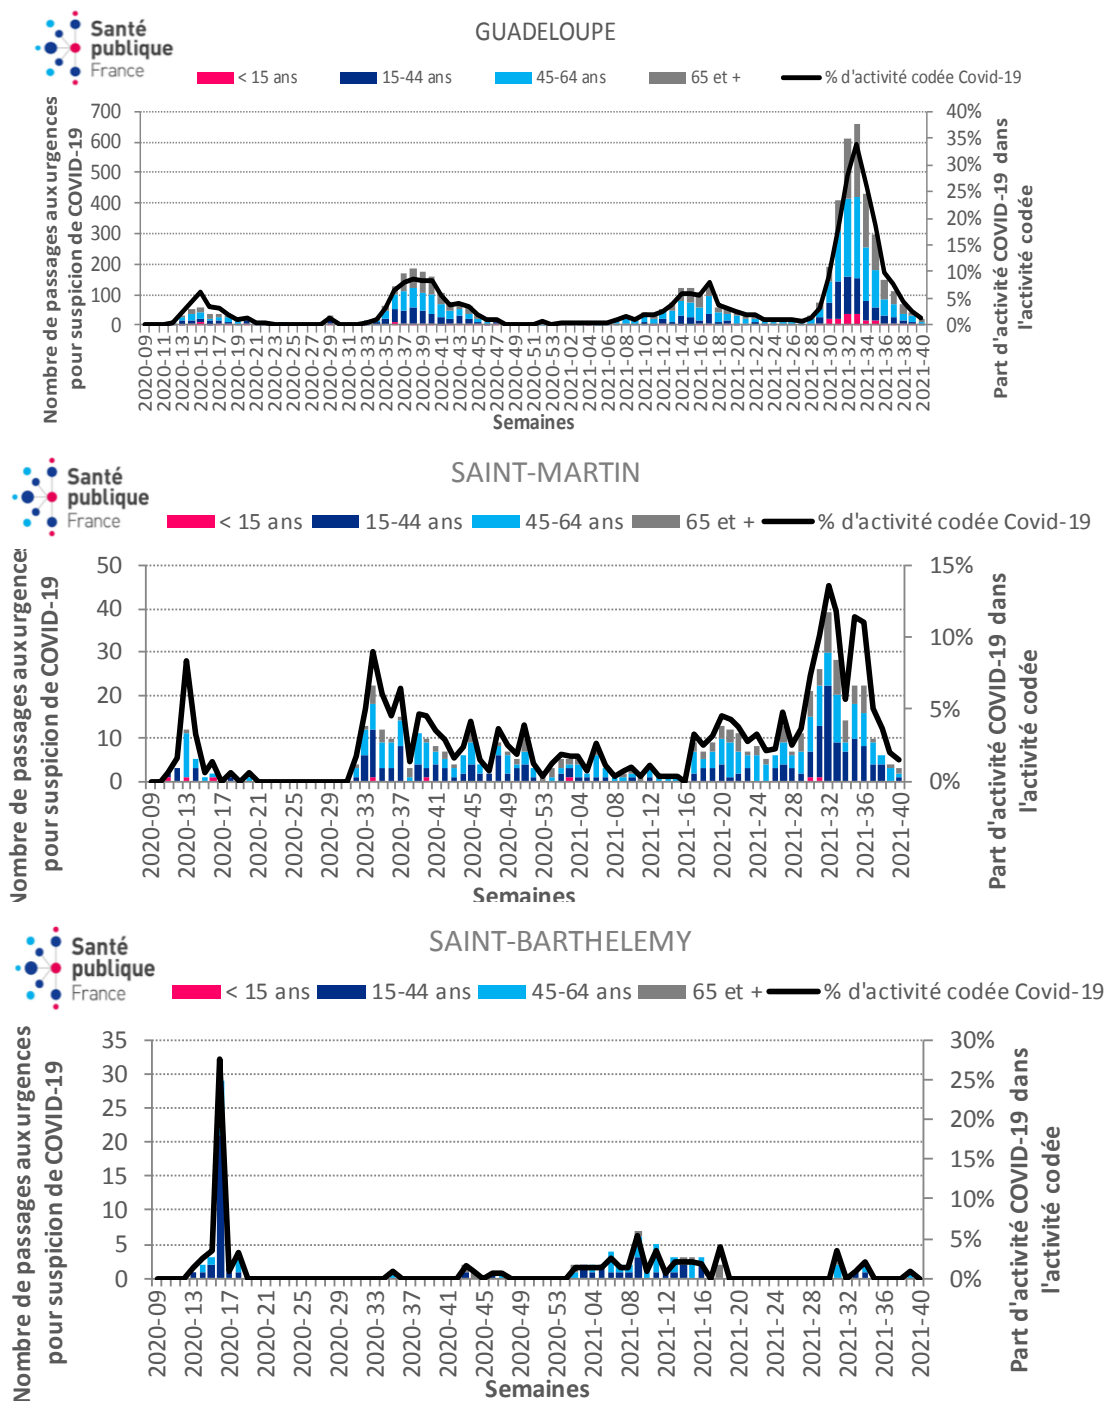 Santé
publique
France
GUADELOUPE
< 15 ans 15-44 ans 45-64 ans 65 et + % d'activité codée Covid-19
Nombre de passages aux urgences
pour suspicion de COVID-19
700
600
500
400
300
200
100
0
40%
35%
30%
25%
20%
15%
10%
5%
0%
Part d'activité COVID-19 dans
l'activité codée
2020-09 2020-11 2020-13 2020-15 2020-17 2020-19 2020-21 2020-23 2020-25 2020-27 2020-29 2020-31 2020-33 2020-35 2020-37 2020-39 2020-41 2020-43 2020-45 2020-47 2020-49 2020-51 2020-53 2021-02 2021-04 2021-06 2021-08 2021-10 2021-12 2021-14 2021-16 2021-18 2021-20 2021-22 2021-24 2021-26 2021-28 2021-30 2021-32 2021-34 2021-36 2021-38 2021-40
Semaines
Santé
publique
France
SAINT-MARTIN
< 15 ans 15-44 ans 45-64 ans 65 et + % d'activité codée Covid-19
Nombre de passages aux urgences
pour suspicion de COVID-19
50
40
30
20
10
0
15%
10%
5%
0%
Part d'activité COVID-19 dans
l'activité codée
2020-09 2020-13 2020-17 2020-21 2020-25 2020-29 2020-33 2020-37 2020-41 2020-45 2020-49 2020-53 2021-04 2021-08 2021-12 2021-16 2021-20 2021-24 2021-28 2021-32 2021-36 2021-40
Semaines
Santé
publique
France
SAINT-BARTHELEMY
< 15 ans 15-44 ans 45-64 ans 65 et + % d'activité codée Covid-19
Nombre de passages aux urgences
pour suspicion de COVID-19
35
30
25
20
15
10
5
0
30%
25%
20%
15%
10%
5%
0%
Part d'activité COVID-19 dans
l'activité codée
2020-09 2020-13 2020-17 2020-21 2020-25 2020-29 2020-33 2020-37 2020-41 2020-45 2020-49 2020-53 2021-04 2021-08 2021-12 2021-16 2021-20 2021-24 2021-28 2021-32 2021-36 2021-40
Semaines